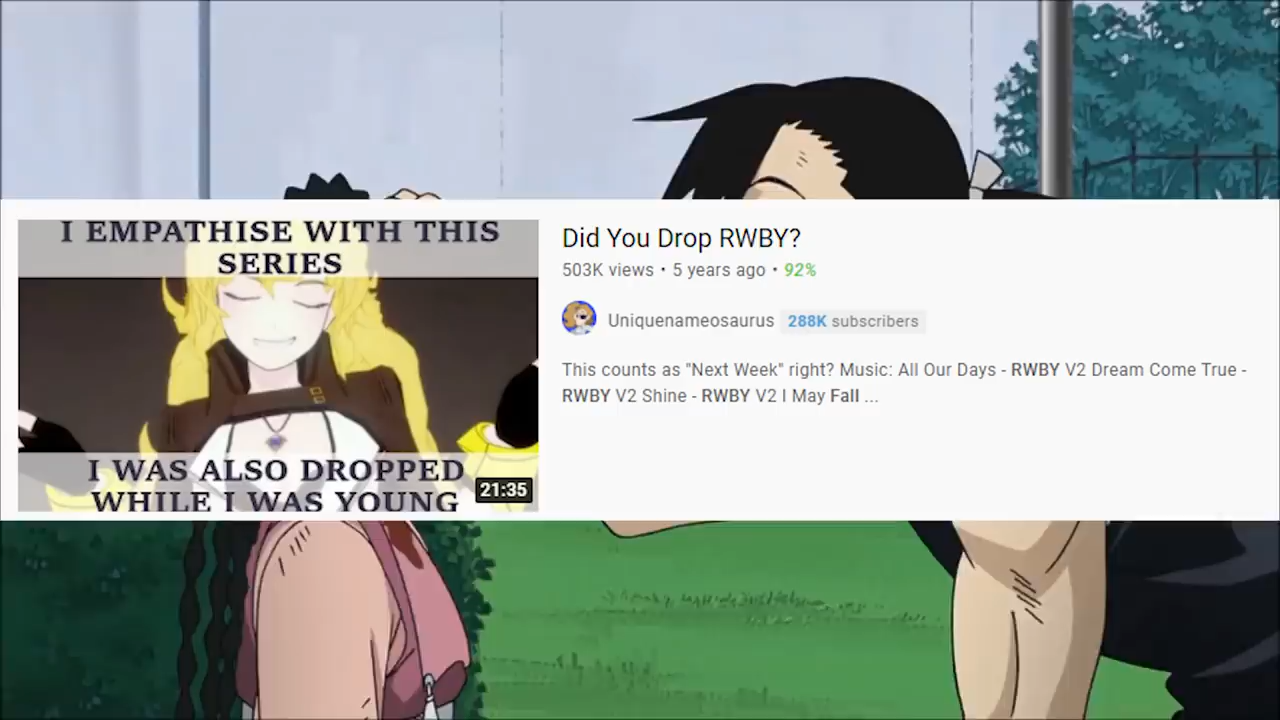 I EMPATHISE WITH THIS
SERIES
I WAS ALSO DROPPED
WHILE I WAS YOUNG
21:35
Did You Drop RWBY?
503K views • 5 years ago • 92%
Uniquenameosaurus 288K subscribers
This counts as "Next Week" right? Music: All Our Days - RWBY V2 Dream Come True -
RWBY V2 Shine - RWBY V2 I May Fall ...